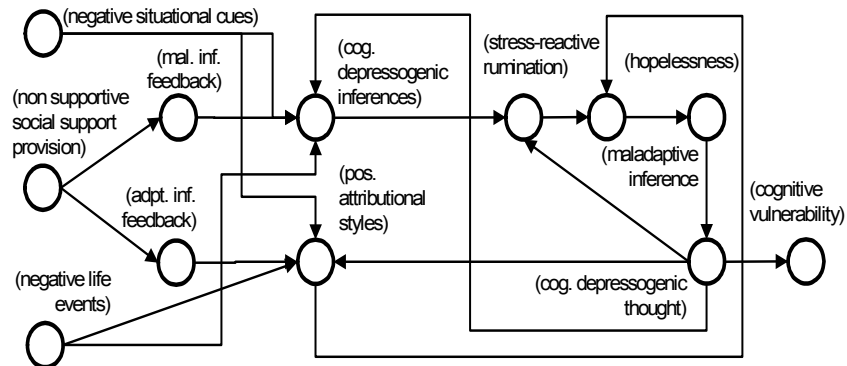 (negative situational cues)
(mal. inf.
feedback)
(cog.
depressogenic
inferences)
(stress-reactive
rumination)
(hopelessness)
(non supportive
social support
provision)
(maladaptive
inference
(adpt. inf.
feedback)
(pos.
attributional
styles)
(cognitive
vulnerability)
(negative life
events)
(cog. depressogenic
thought)